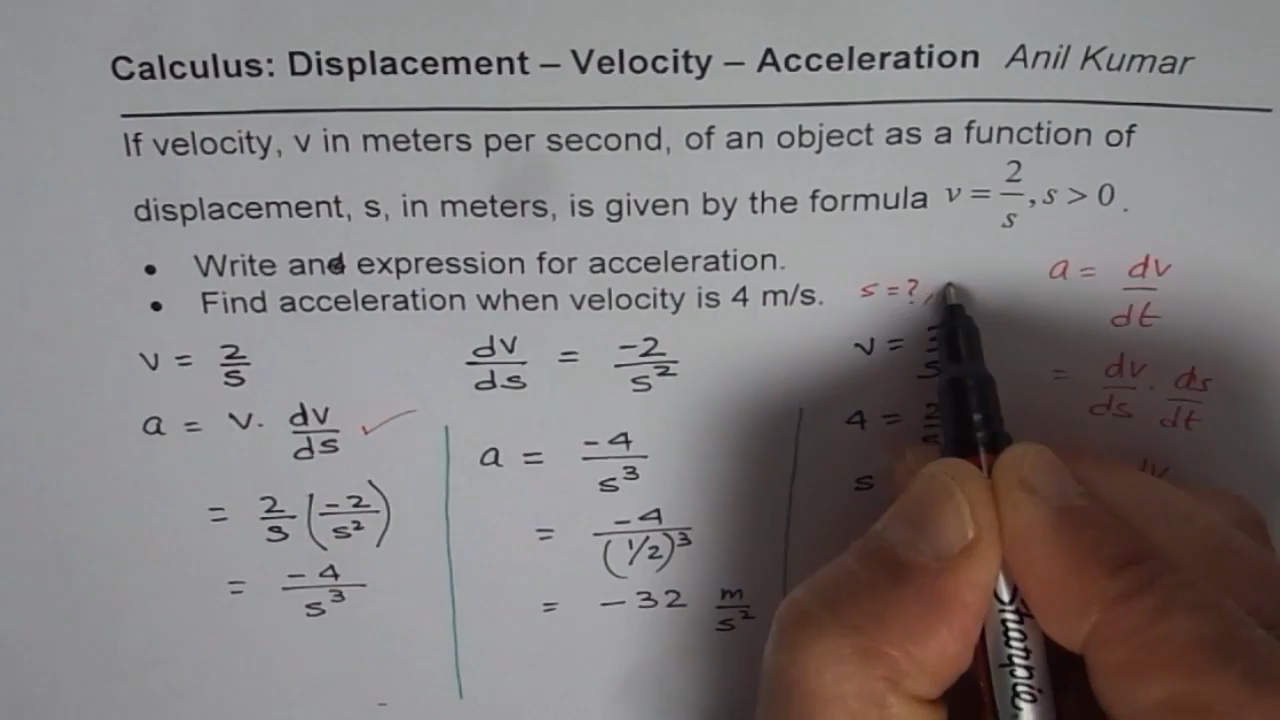 Calculus: Displacement – Velocity – Acceleration Anil Kumar
If velocity, v in meters per second, of an object as a function of
displacement, s, in meters, is given by the formula v = 2/s , s > 0 .
• Write and expression for acceleration.
• Find acceleration when velocity is 4 m/s.
s = ? ,
v = 2/s
a = v. dv/ds ✓
= 2/s (-2/s²)
= -4/s³
dv/ds = -2/s²
a = -4/s³
= -4/(1/2)³
= -32 m/s²
v =
4 =
s
a = dv/dt
= dv/ds . ds/dt
Sharpie